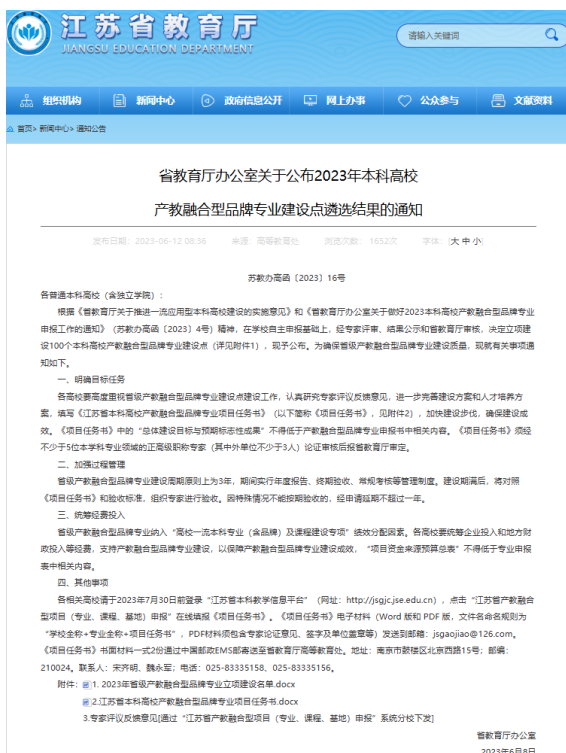 江苏省教育厅
JIANGSU EDUCATION DEPARTMENT
请输入关键词
组织机构 新闻中心 政府信息公开 网上办事 公众参与 文献资料
首页> 新闻中心> 通知公告
省教育厅办公室关于公布2023年本科高校
产教融合型品牌专业建设点遴选结果的通知
发布日期：2023-06-12 08:36 来源：高等教育处 浏览次数：1652次 字体：[大 中 小]
苏教办高函〔2023〕16号
各普通本科高校（含独立学院）：
根据《省教育厅关于推进一流应用型本科高校建设的实施意见》和《省教育厅办公室关于做好2023本科高校产教融合型品牌专业
申报工作的通知》（苏教办高函〔2023〕4号）精神，在学校自主申报基础上，经专家评审、结果公示和省教育厅审核，决定立项建
设100个本科高校产教融合型品牌专业建设点（详见附件1），现予公布。为确保省级产教融合型品牌专业建设质量，现就有关事项通
知如下。
一、明确目标任务
各高校要高度重视省级产教融合型品牌专业建设点建设工作，认真研究专家评议反馈意见，进一步完善建设方案和人才培养方
案，填写《江苏省本科高校产教融合型品牌专业项目任务书》（以下简称《项目任务书》，见附件2），加快建设步伐，确保建设成
效。《项目任务书》中的“总体建设目标与预期标志性成果”不得低于产教融合型品牌专业申报书中相关内容。《项目任务书》须经
不少于5位本学科专业领域的正高级职称专家（其中外单位不少于3人）论证审核后报省教育厅审定。
二、加强过程管理
省级产教融合型品牌专业建设周期原则上为3年，期间实行年度报告、终期验收、常规考核等管理制度。建设期满后，将对照
《项目任务书》和验收标准，组织专家进行验收。因特殊情况不能按期验收的，经申请延期不超过一年。
三、统筹经费投入
省级产教融合型品牌专业纳入“高校一流本科专业（含品牌）及课程建设专项”绩效分配因素。各高校要统筹企业投入和地方财
政投入等经费，支持产教融合型品牌专业建设，以保障产教融合型品牌专业建设成效，“项目资金来源预算总表”不得低于专业申报
表中相关内容。
四、其他事项
各相关高校请于2023年7月30日前登录“江苏省本科教学信息平台”（网址：http://jsgjc.jse.edu.cn），点击“江苏省产教融合
型项目（专业、课程、基地）申报”在线填报《项目任务书》。《项目任务书》电子材料（Word 版和 PDF 版，文件名命名规则为
“学校全称+专业全称+项目任务书”，PDF材料须包含专家论证意见、签字及单位盖章等）发送到邮箱：jsgaojiao@126.com。
《项目任务书》书面材料一式2份通过中国邮政EMS邮寄送至省教育厅高等教育处。地址：南京市鼓楼区北京西路15号；邮编：
210024。联系人：宋齐明、魏永军；电话：025-83335158、025-83335156。
附件：1. 2023年省级产教融合型品牌专业立项建设名单.docx
2.江苏省本科高校产教融合型品牌专业项目任务书.docx
3.专家评议反馈意见[通过“江苏省产教融合型项目（专业、课程、基地）申报”系统分校下发]
省教育厅办公室
2023年6月8日